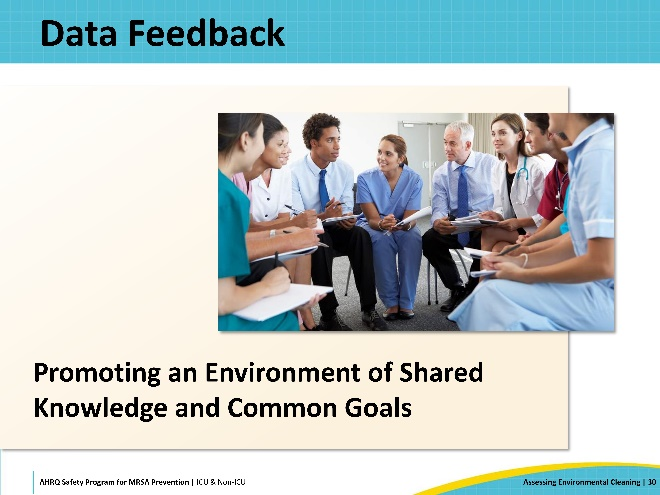 Data Feedback
Promoting an Environment of Shared
Knowledge and Common Goals
AHRQ Safety Program for MRSA Prevention | ICU & Non-ICU
Assessing Environmental Cleaning | 30